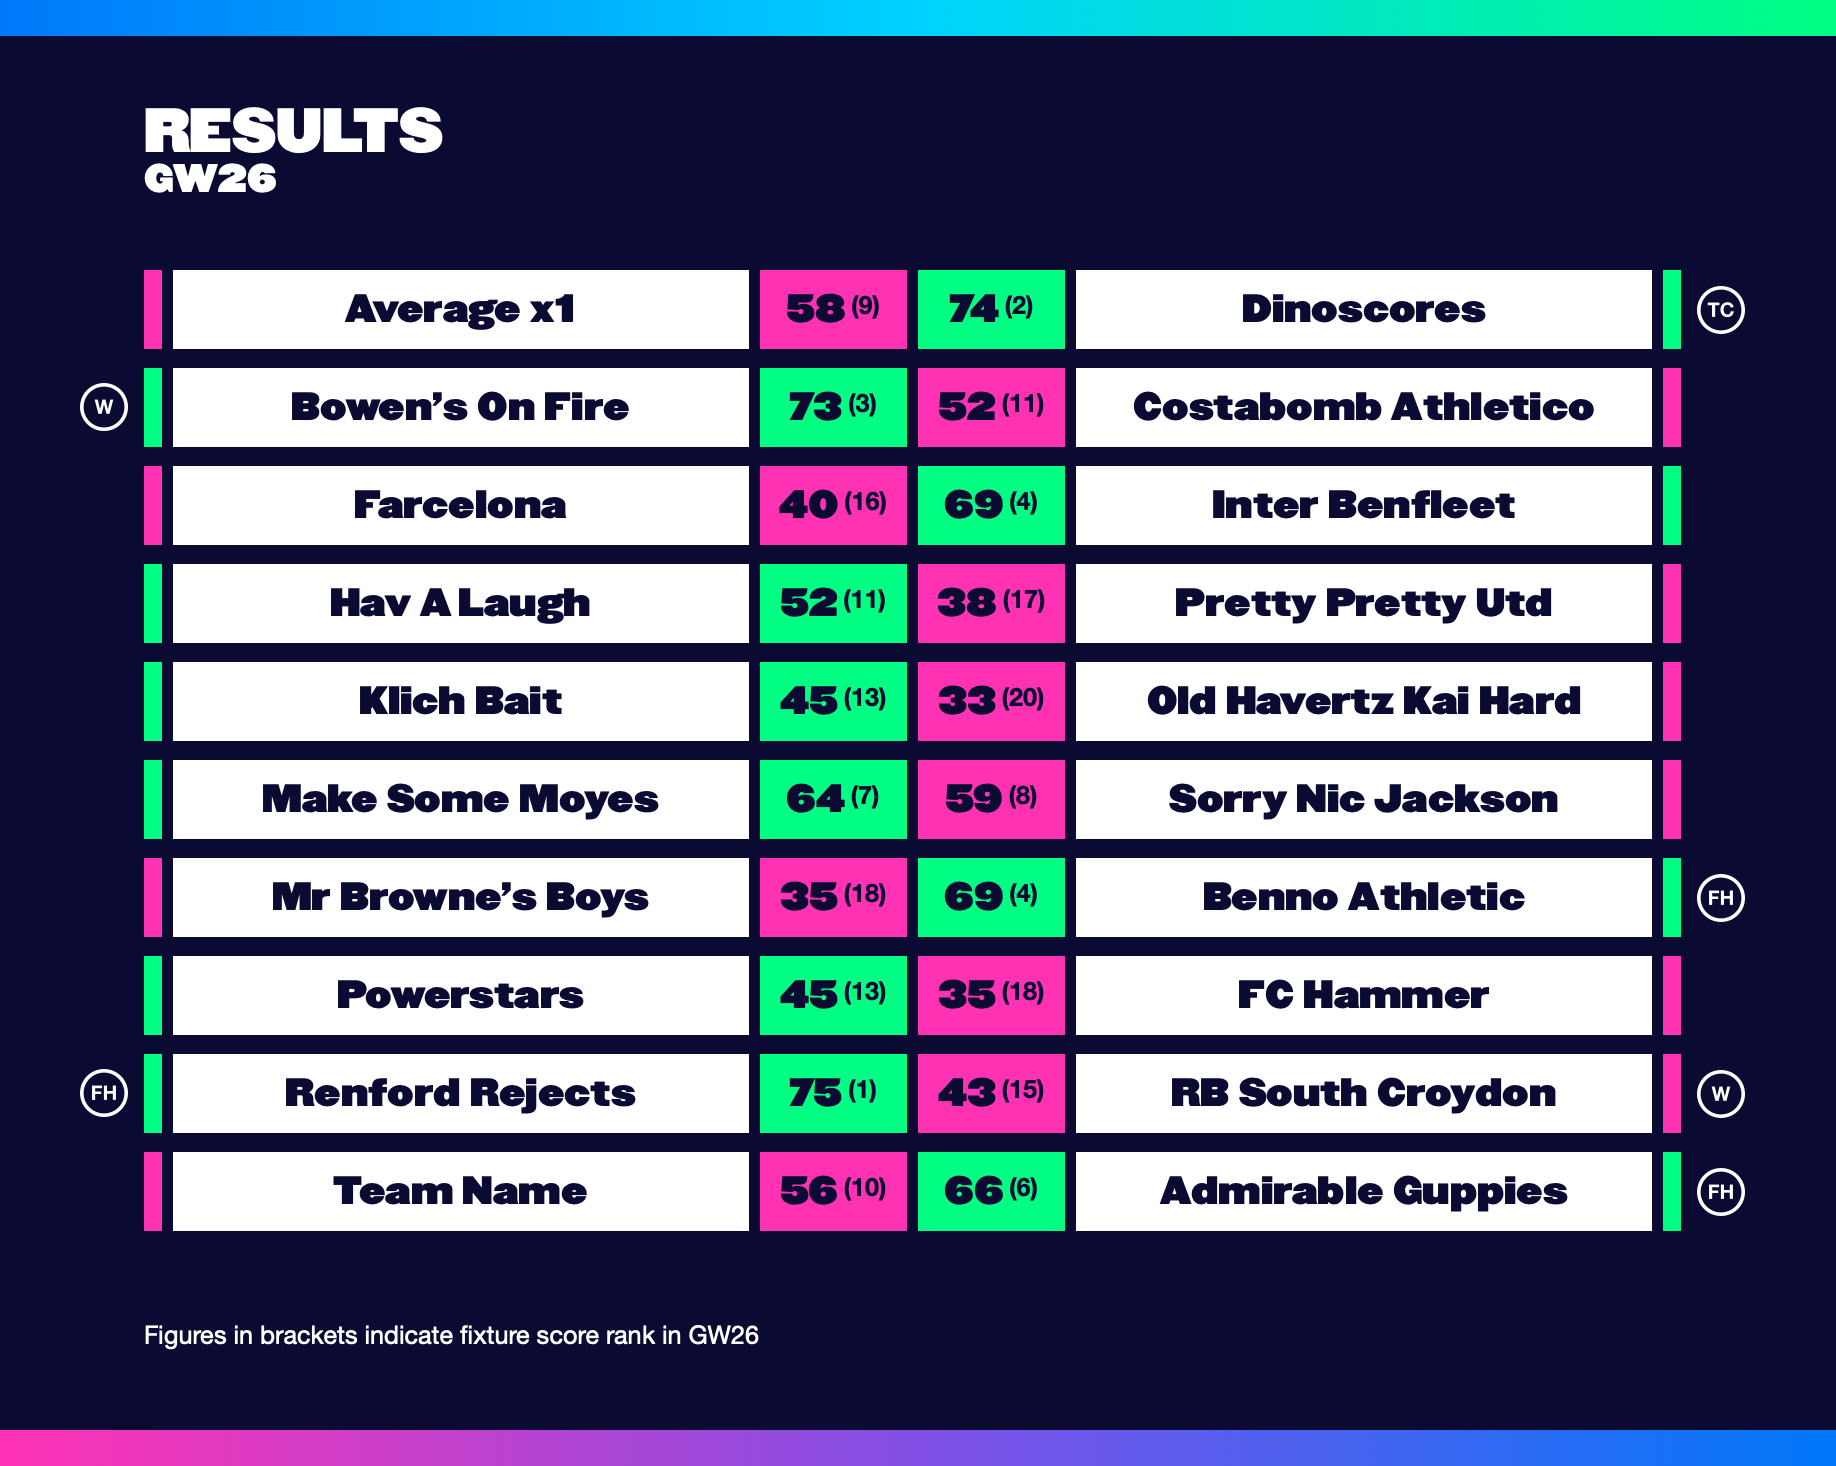 RESULTS
GW26
Average x1 58 (9) 74 (2) Dinoscores TC
W Bowen’s On Fire 73 (3) 52 (11) Costabomb Athletico
Farcelona 40 (16) 69 (4) Inter Benfleet
Hav A Laugh 52 (11) 38 (17) Pretty Pretty Utd
Klich Bait 45 (13) 33 (20) Old Havertz Kai Hard
Make Some Moyes 64 (7) 59 (8) Sorry Nic Jackson
Mr Browne’s Boys 35 (18) 69 (4) Benno Athletic FH
Powerstars 45 (13) 35 (18) FC Hammer
FH Renford Rejects 75 (1) 43 (15) RB South Croydon W
Team Name 56 (10) 66 (6) Admirable Guppies FH
Figures in brackets indicate fixture score rank in GW26